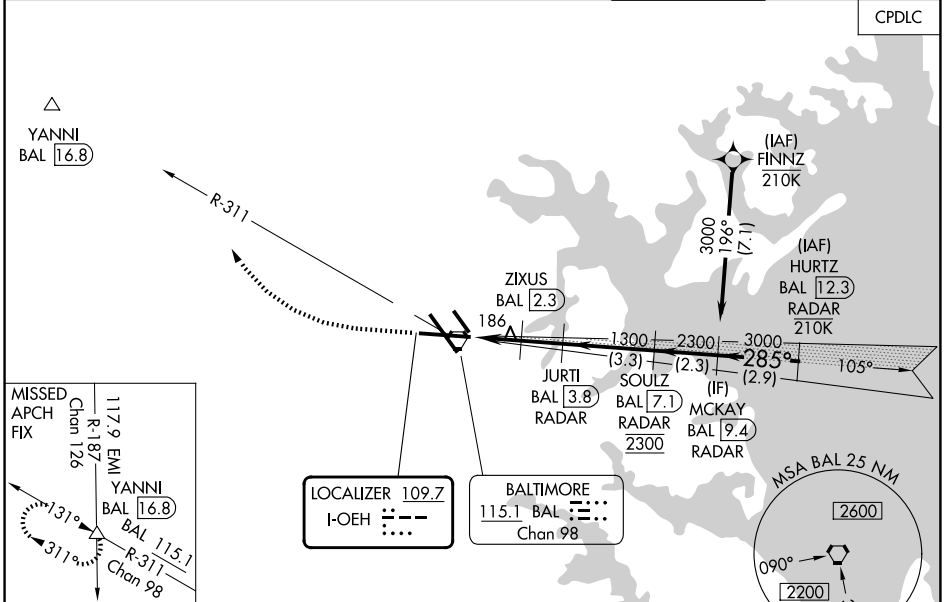 CPDLC
YANNI
BAL 16.8
R-311
(IAF)
FINNZ
210K
3000
196°
(7.1)
(IAF)
HURTZ
BAL 12.3
RADAR
210K
ZIXUS
BAL 2.3
186
1300
2300
3000
285°
105°
(3.3)
(2.3)
(2.9)
JURTI
BAL 3.8
RADAR
SOULZ
BAL 7.1
RADAR
2300
(IF)
MCKAY
BAL 9.4
RADAR
MISSED
APCH
FIX
117.9 EMI
R-187
Chan 126
YANNI
BAL 16.8
BAL 115.1
R-311
Chan 98
131°
311°
LOCALIZER 109.7
I-OEH
BALTIMORE
115.1 BAL
Chan 98
MSA BAL 25 NM
2600
090°
2200